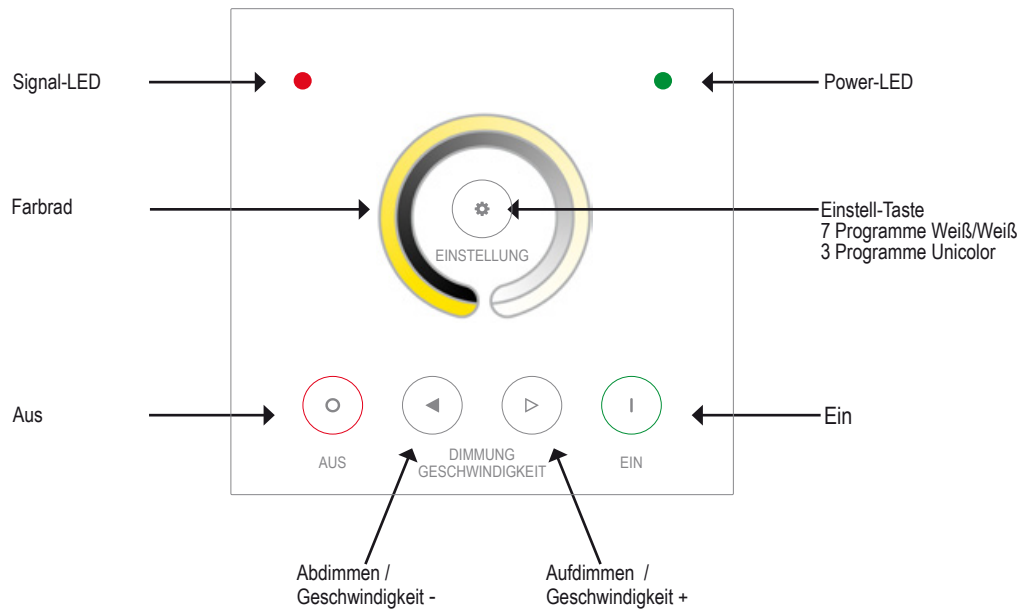 Signal-LED
Power-LED
Farbrad
Einstell-Taste
7 Programme Weiß/Weiß
3 Programme Unicolor
EINSTELLUNG
Aus
Ein
AUS
DIMMUNG
GESCHWINDIGKEIT
EIN
Abdimmen /
Geschwindigkeit -
Aufdimmen /
Geschwindigkeit +